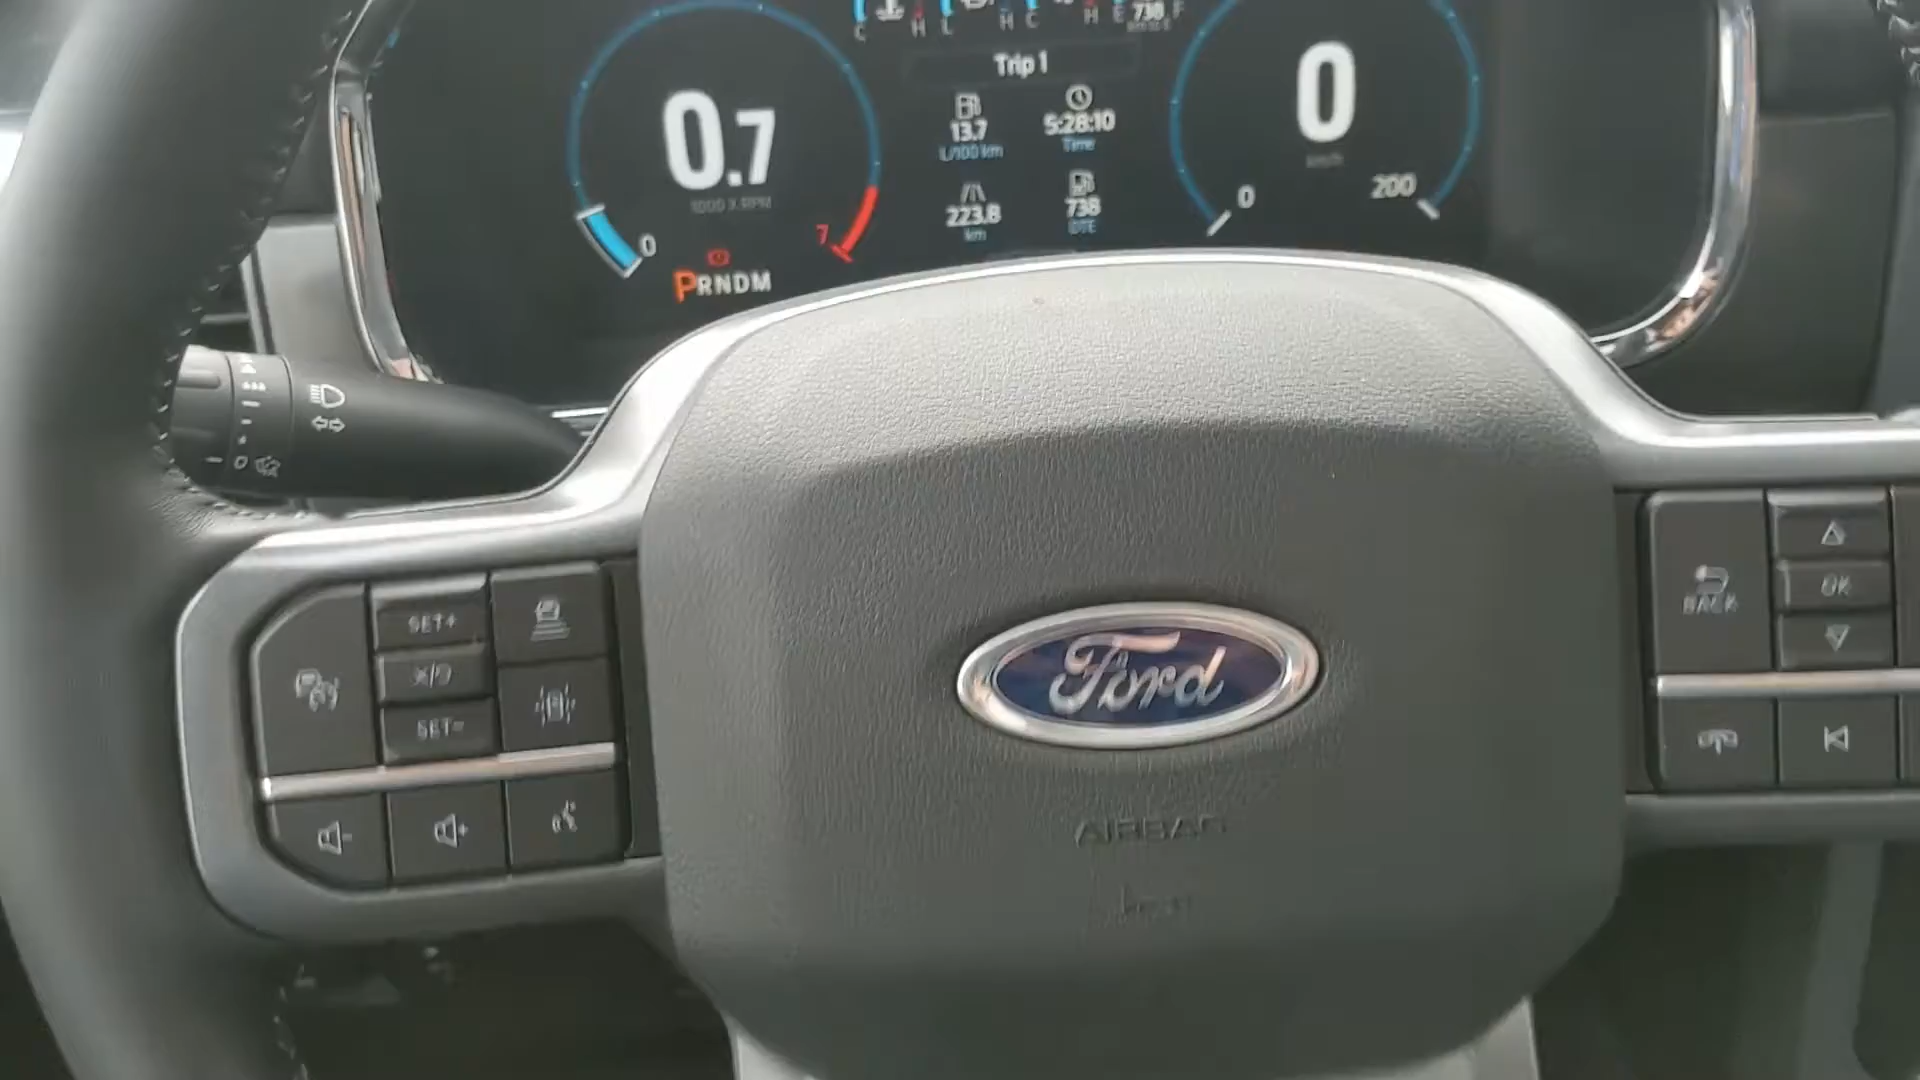 C H L H C H E 738 F
Trip 1
0.7
1000 X RPM
0
7
PRNDM
13.7
L/100 km
5:28:10
Time
223.8
km
738
DTE
0
km/h
0
200
SET+
X/O
SET-
BACK
OK
Ford
AIRBAG